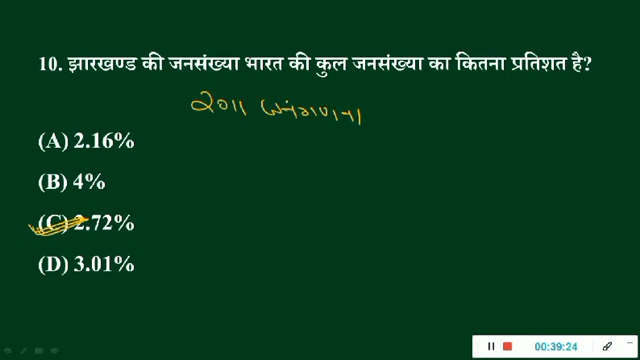 10. झारखण्ड की जनसंख्या भारत की कुल जनसंख्या का कितना प्रतिशत है?
2011 जनगणना
(A) 2.16%
(B) 4%
(C) 2.72%
(D) 3.01%
00:39:24